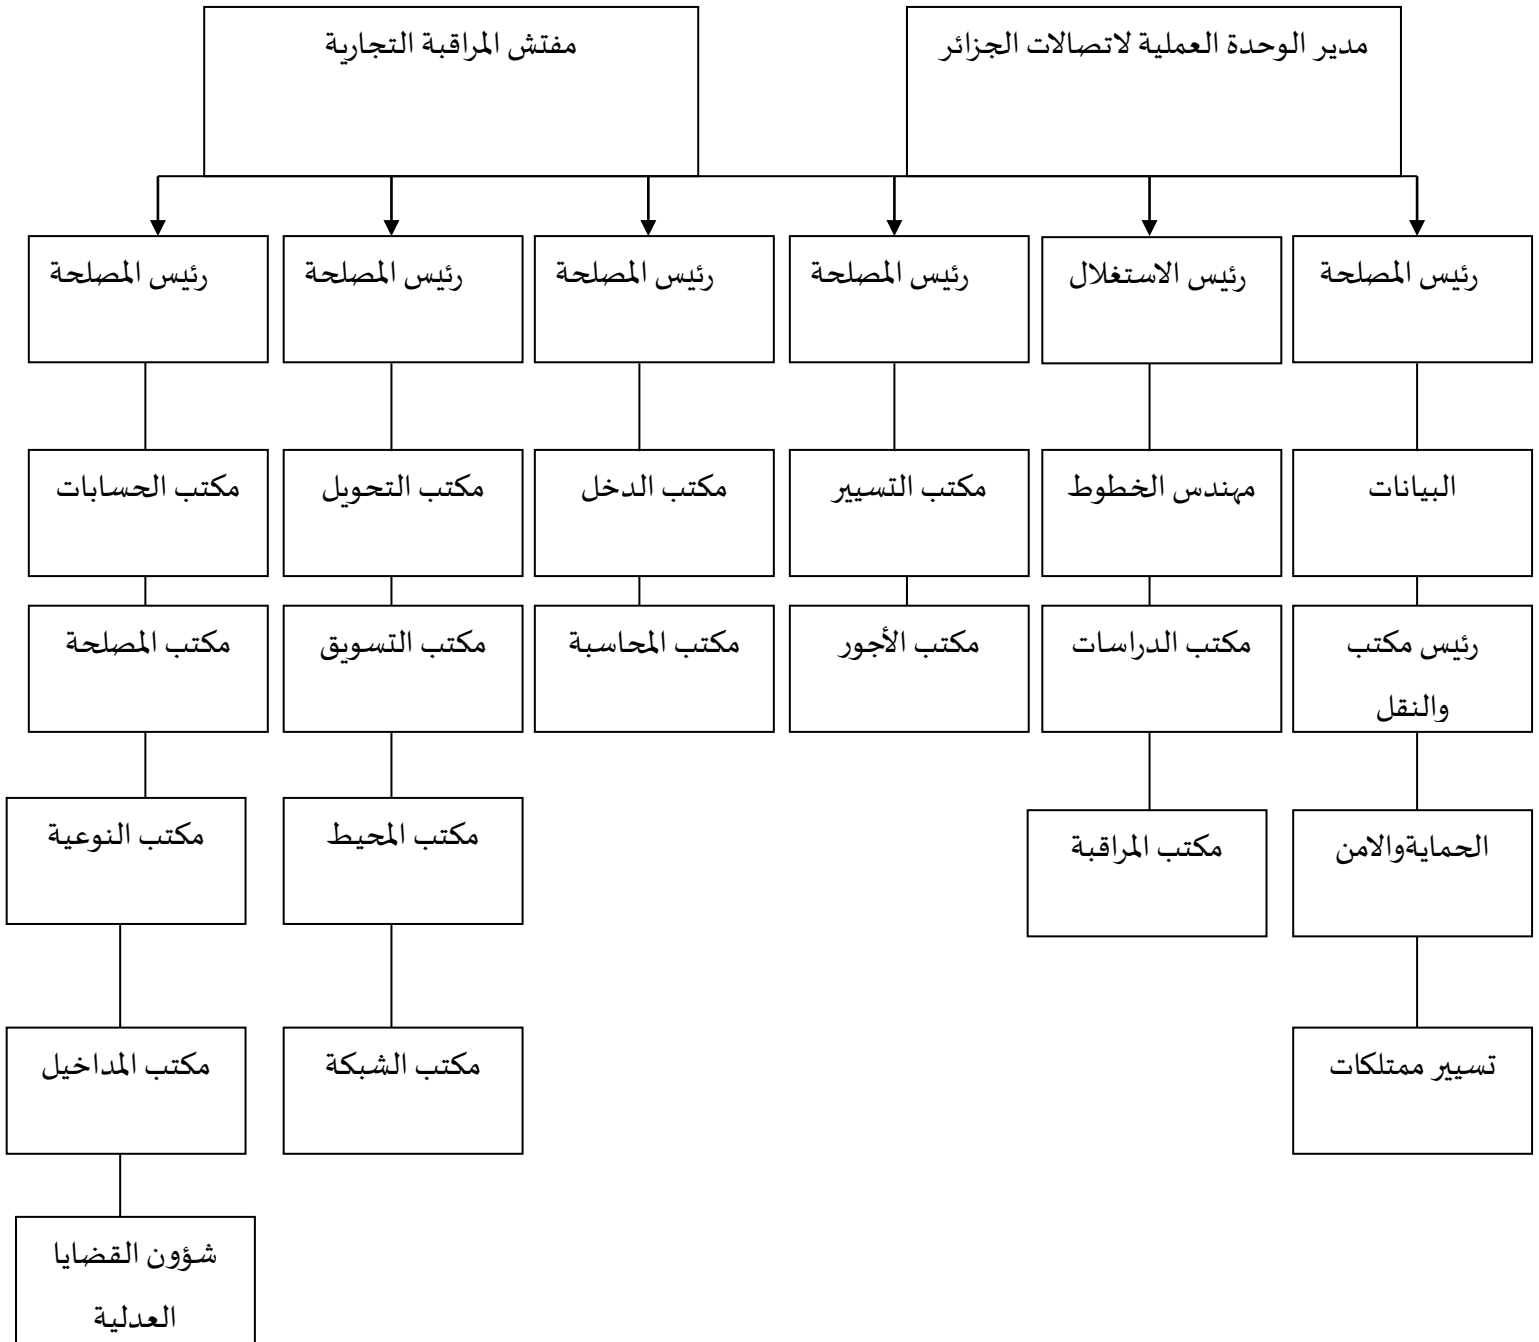 مدير الوحدة العملية لاتصالات الجزائر
مفتش المراقبة التجارية
رئيس المصلحة
رئيس الاستغلال
رئيس المصلحة
رئيس المصلحة
رئيس المصلحة
رئيس المصلحة
البيانات
مهندس الخطوط
مكتب التسيير
مكتب الدخل
مكتب التحويل
مكتب الحسابات
رئيس مكتب
والنقل
مكتب الدراسات
مكتب الأجور
مكتب المحاسبة
مكتب التسويق
مكتب المصلحة
الحمايةوالامن
مكتب المراقبة
مكتب المحيط
مكتب النوعية
تسيير ممتلكات
مكتب الشبكة
مكتب المداخيل
شؤون القضايا
العدلية